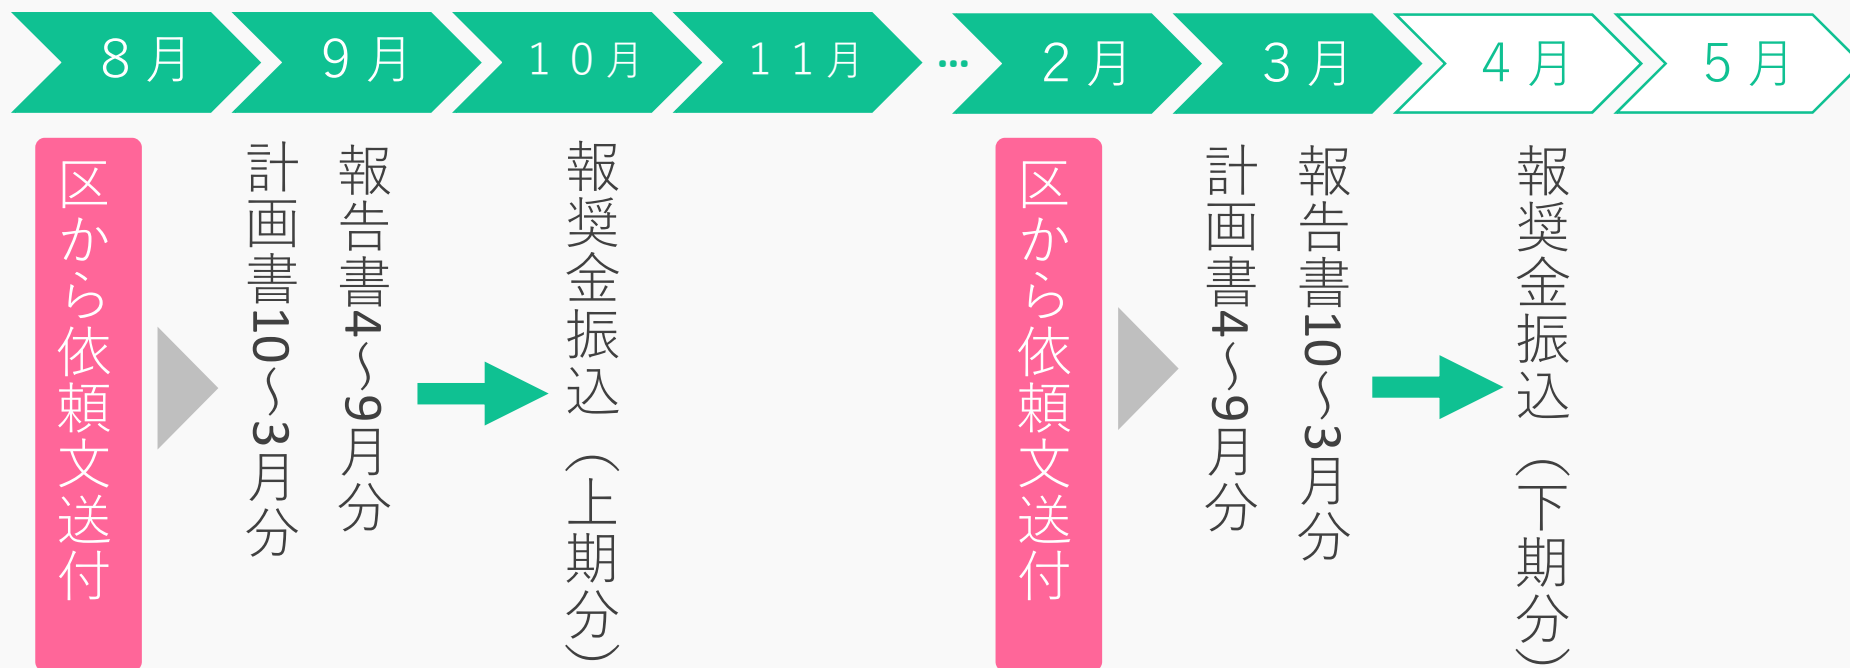 ８月
９月
１０月
１１月
…
２月
３月
４月
５月
区から依頼文送付
計画書10～3月分
報告書4～9月分
報奨金振込（上期分）
区から依頼文送付
計画書4～9月分
報告書10～3月分
報奨金振込（下期分）